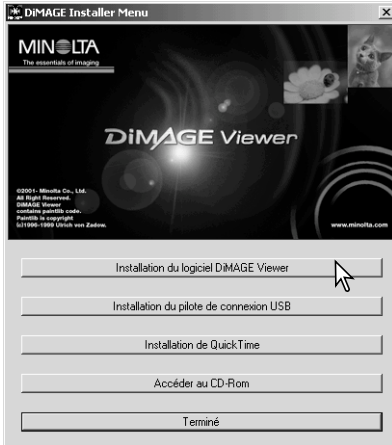 DiMAGE Installer Menu
MINOLTA
The essentials of imaging
DiMAGE Viewer
©2001- Minolta Co., Ltd.
All Right Reserved.
DiMAGE Viewer
contains paintlib code.
Paintlib is copyright
(c)1996-1999 Ulrich von Zadow.
www.minolta.com
Installation du logiciel DiMAGE Viewer
Installation du pilote de connexion USB
Installation de QuickTime
Accéder au CD-Rom
Terminé